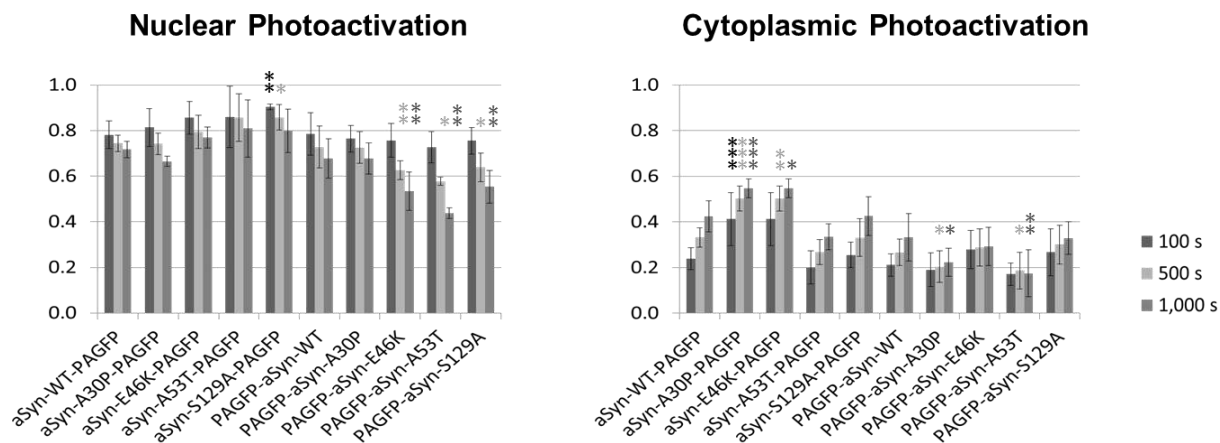 Nuclear Photoactivation
Cytoplasmic Photoactivation
1.0
0.8
0.6
0.4
0.2
0.0
**
*
**
**
*
**
*
**
aSyn-WT-PAGFP
aSyn-A30P-PAGFP
aSyn-E46K-PAGFP
aSyn-A53T-PAGFP
aSyn-S129A-PAGFP
PAGFP-aSyn-WT
PAGFP-aSyn-A30P
PAGFP-aSyn-E46K
PAGFP-aSyn-A53T
PAGFP-aSyn-S129A
1.0
0.8
0.6
0.4
0.2
0.0
***
***
***
**
*
*
*
*
**
aSyn-WT-PAGFP
aSyn-A30P-PAGFP
aSyn-E46K-PAGFP
aSyn-A53T-PAGFP
aSyn-S129A-PAGFP
PAGFP-aSyn-WT
PAGFP-aSyn-A30P
PAGFP-aSyn-E46K
PAGFP-aSyn-A53T
PAGFP-aSyn-S129A
100 s
500 s
1,000 s